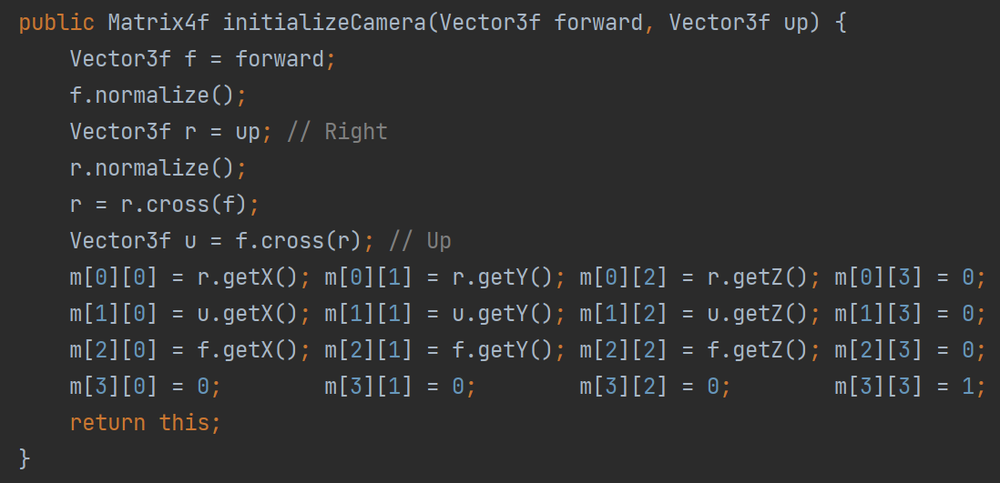 public Matrix4f initializeCamera(Vector3f forward, Vector3f up) {
    Vector3f f = forward;
    f.normalize();
    Vector3f r = up; // Right
    r.normalize();
    r = r.cross(f);
    Vector3f u = f.cross(r); // Up
    m[0][0] = r.getX(); m[0][1] = r.getY(); m[0][2] = r.getZ(); m[0][3] = 0;
    m[1][0] = u.getX(); m[1][1] = u.getY(); m[1][2] = u.getZ(); m[1][3] = 0;
    m[2][0] = f.getX(); m[2][1] = f.getY(); m[2][2] = f.getZ(); m[2][3] = 0;
    m[3][0] = 0;        m[3][1] = 0;        m[3][2] = 0;        m[3][3] = 1;
    return this;
}